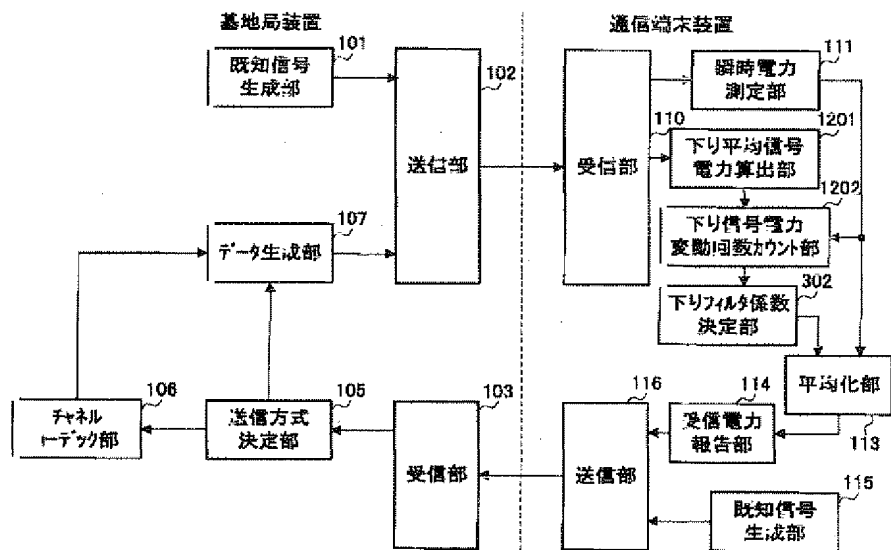 基地局装置
通信端末装置
101
既知信号
生成部
102
送信部
107
データ生成部
106
チャネル
コーデック部
105
送信方式
決定部
103
受信部
110
受信部
111
瞬時電力
測定部
1201
下り平均信号
電力算出部
1202
下り信号電力
変動回数カウント部
302
下りフィルタ係数
決定部
平均化部
113
114
受信電力
報告部
116
送信部
115
既知信号
生成部